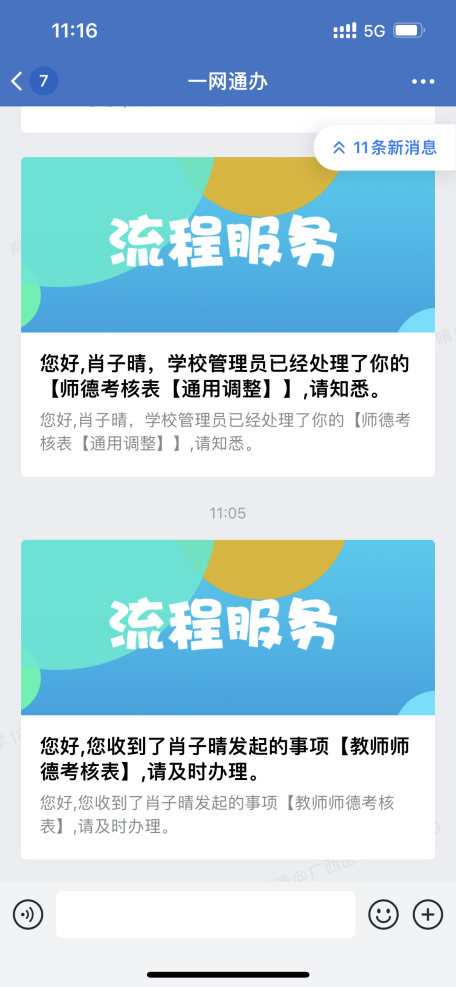 11:16
5G
7
一网通办
11条新消息
流程服务
您好,肖子晴，学校管理员已经处理了你的
【师德考核表【通用调整】】,请知悉。
您好,肖子晴，学校管理员已经处理了你的【师德考
核表【通用调整】】,请知悉。
11:05
流程服务
您好,您收到了肖子晴发起的事项【教师师
德考核表】,请及时办理。
您好,您收到了肖子晴发起的事项【教师师德考核
表】,请及时办理。